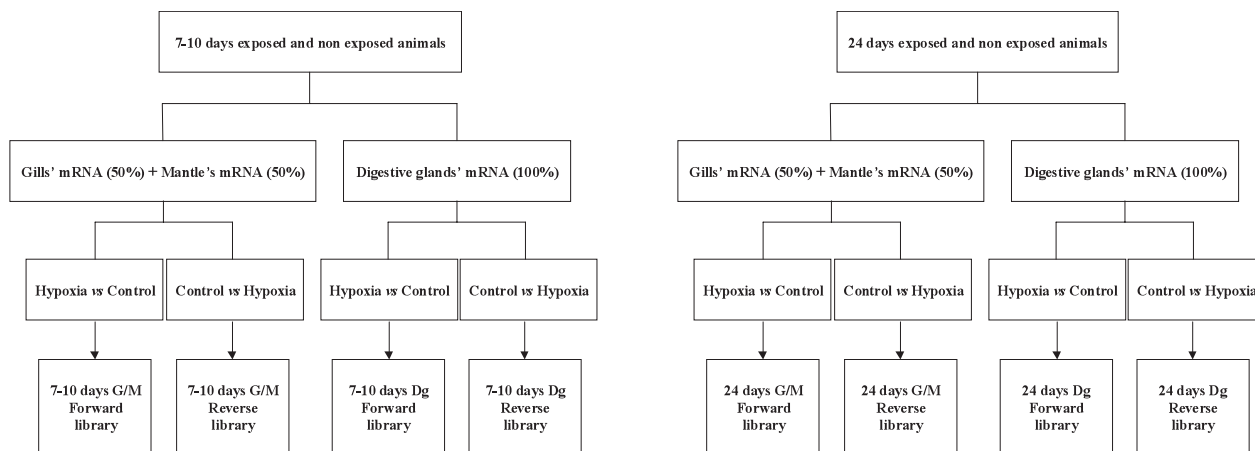 7-10 days exposed and non exposed animals
Gills' mRNA (50%) + Mantle's mRNA (50%)
Digestive glands' mRNA (100%)
Hypoxia vs Control
Control vs Hypoxia
Hypoxia vs Control
Control vs Hypoxia
7-10 days G/M
Forward
library
7-10 days G/M
Reverse
library
7-10 days Dg
Forward
library
7-10 days Dg
Reverse
library
24 days exposed and non exposed animals
Gills' mRNA (50%) + Mantle's mRNA (50%)
Digestive glands' mRNA (100%)
Hypoxia vs Control
Control vs Hypoxia
Hypoxia vs Control
Control vs Hypoxia
24 days G/M
Forward
library
24 days G/M
Reverse
library
24 days Dg
Forward
library
24 days Dg
Reverse
library